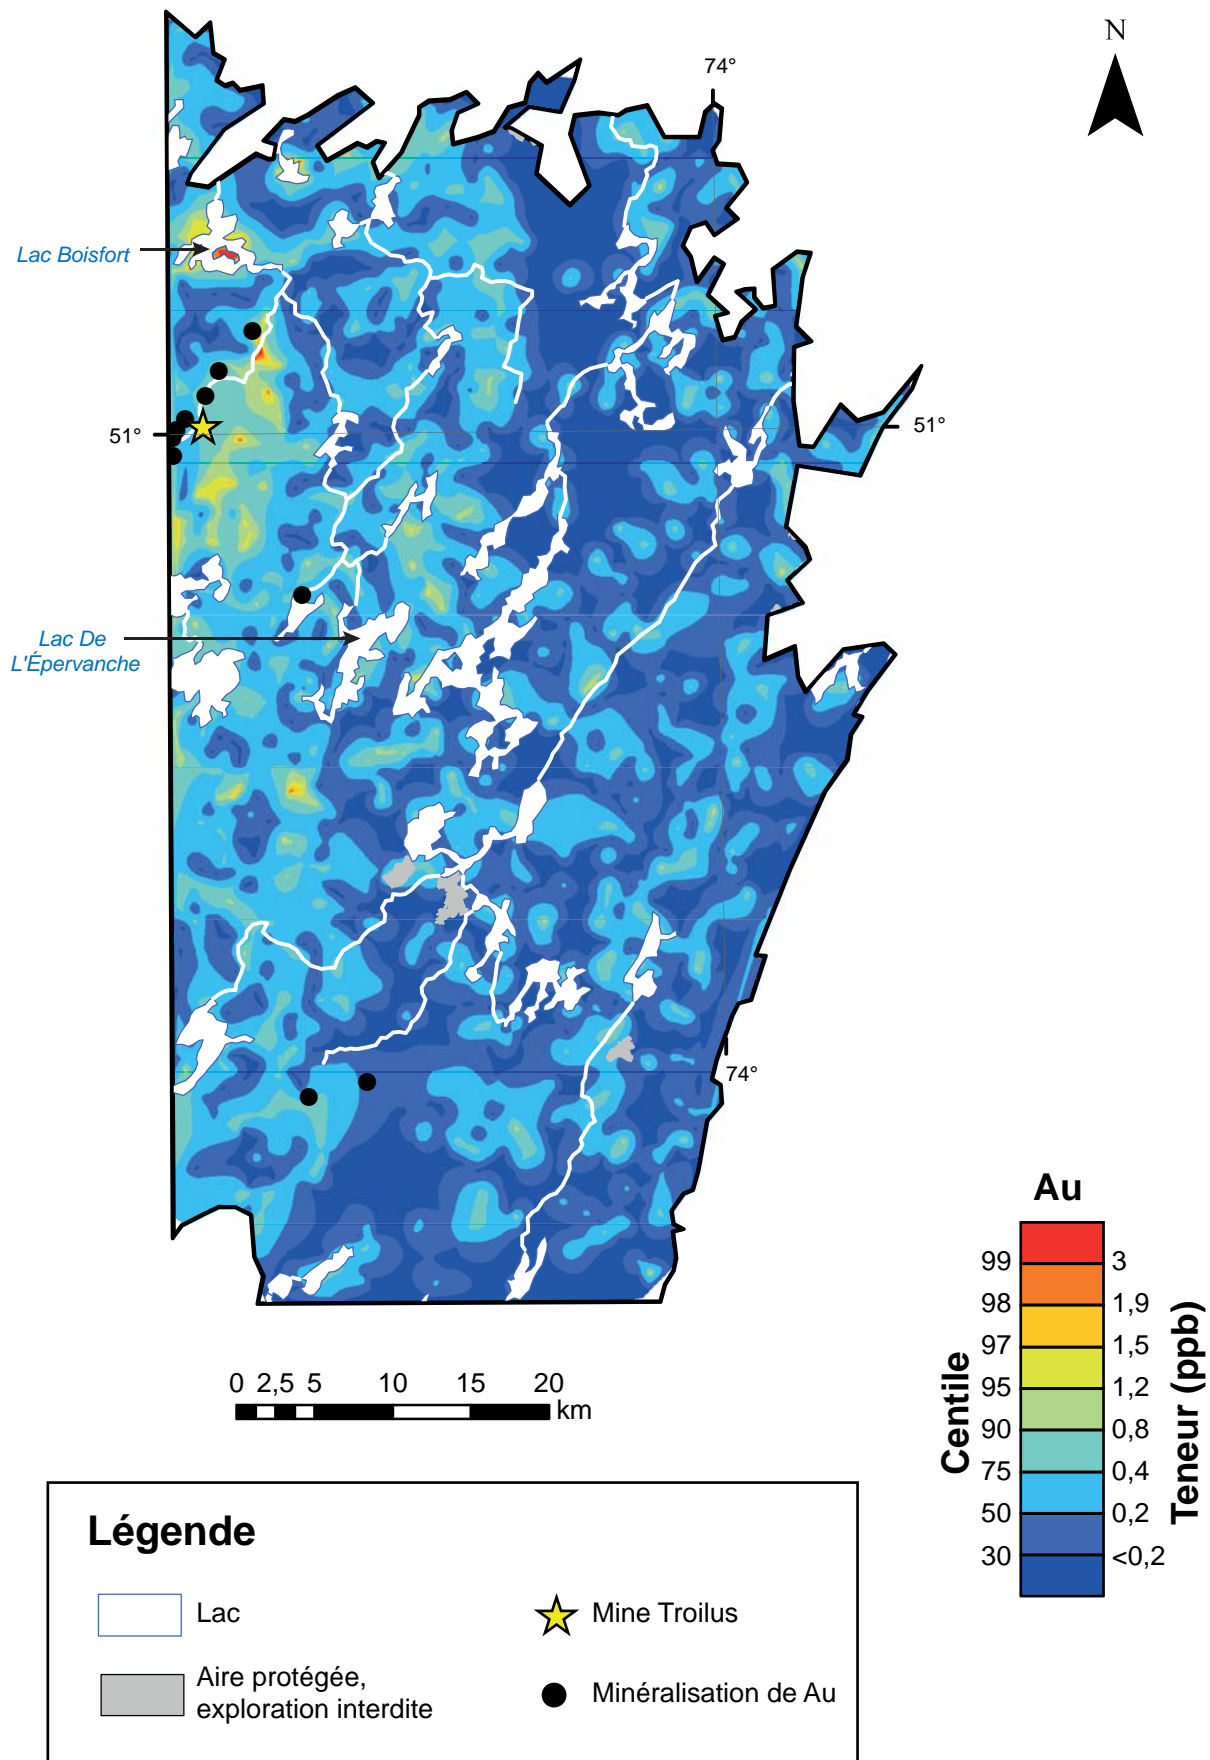 N
74°
Lac Boisfort
51°
51°
Lac De
L'Épervanche
74°
Au
99
98
97
95
90
75
50
30
3
1,9
1,5
1,2
0,8
0,4
0,2
<0,2
Centile
Teneur (ppb)
0 2,5 5 10 15 20
km
Légende
Lac
Mine Troilus
Aire protégée,
exploration interdite
Minéralisation de Au